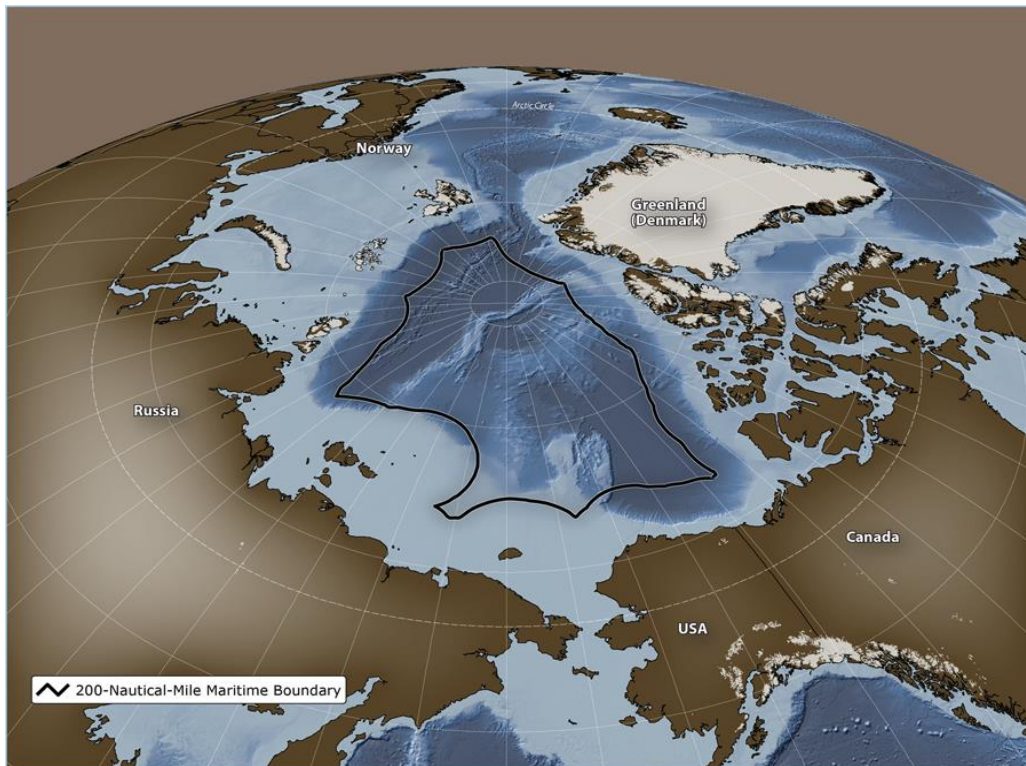 Arctic Circle
Norway
Greenland
(Denmark)
Russia
Canada
USA
200-Nautical-Mile Maritime Boundary